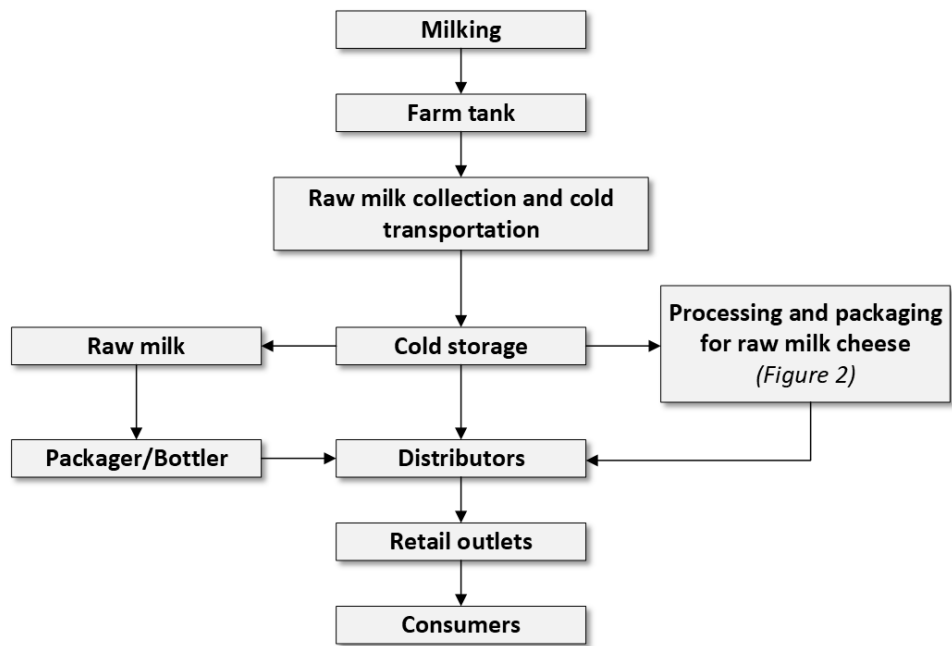 Milking
Farm tank
Raw milk collection and cold
transportation
Raw milk
Cold storage
Processing and packaging
for raw milk cheese
(Figure 2)
Packager/Bottler
Distributors
Retail outlets
Consumers